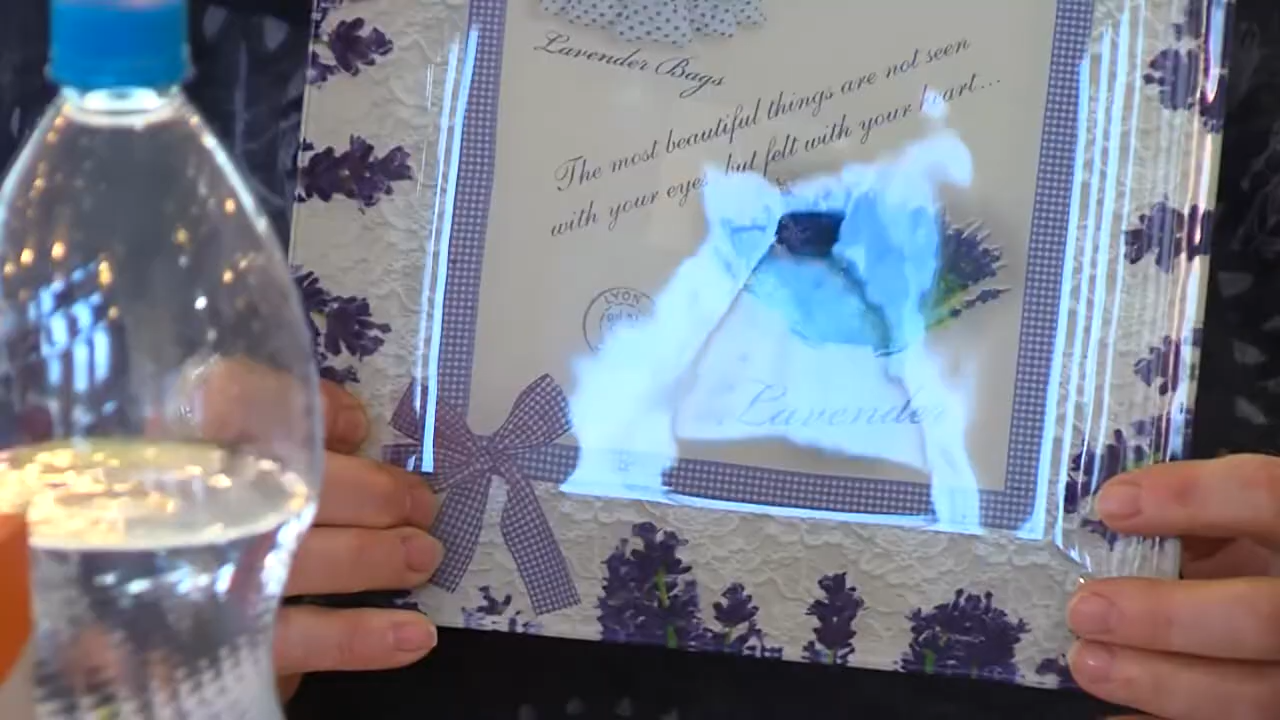 Lavender Bags
The most beautiful things are not seen
with your eyes but felt with your heart...
LYON
Lavender